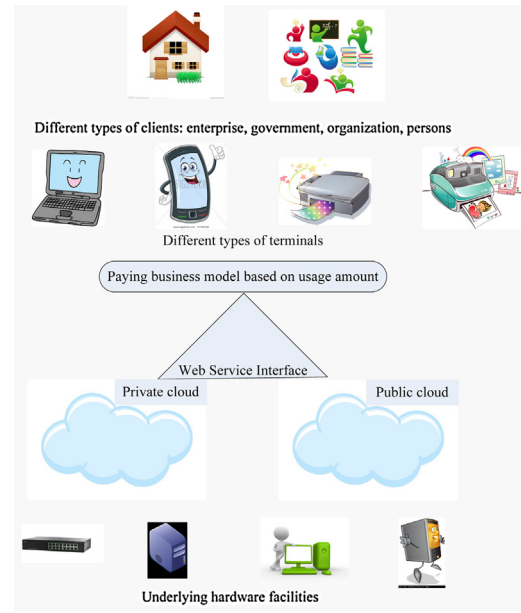 Different types of clients: enterprise, government, organization, persons
Different types of terminals
Paying business model based on usage amount
Web Service Interface
Private cloud
Public cloud
Underlying hardware facilities